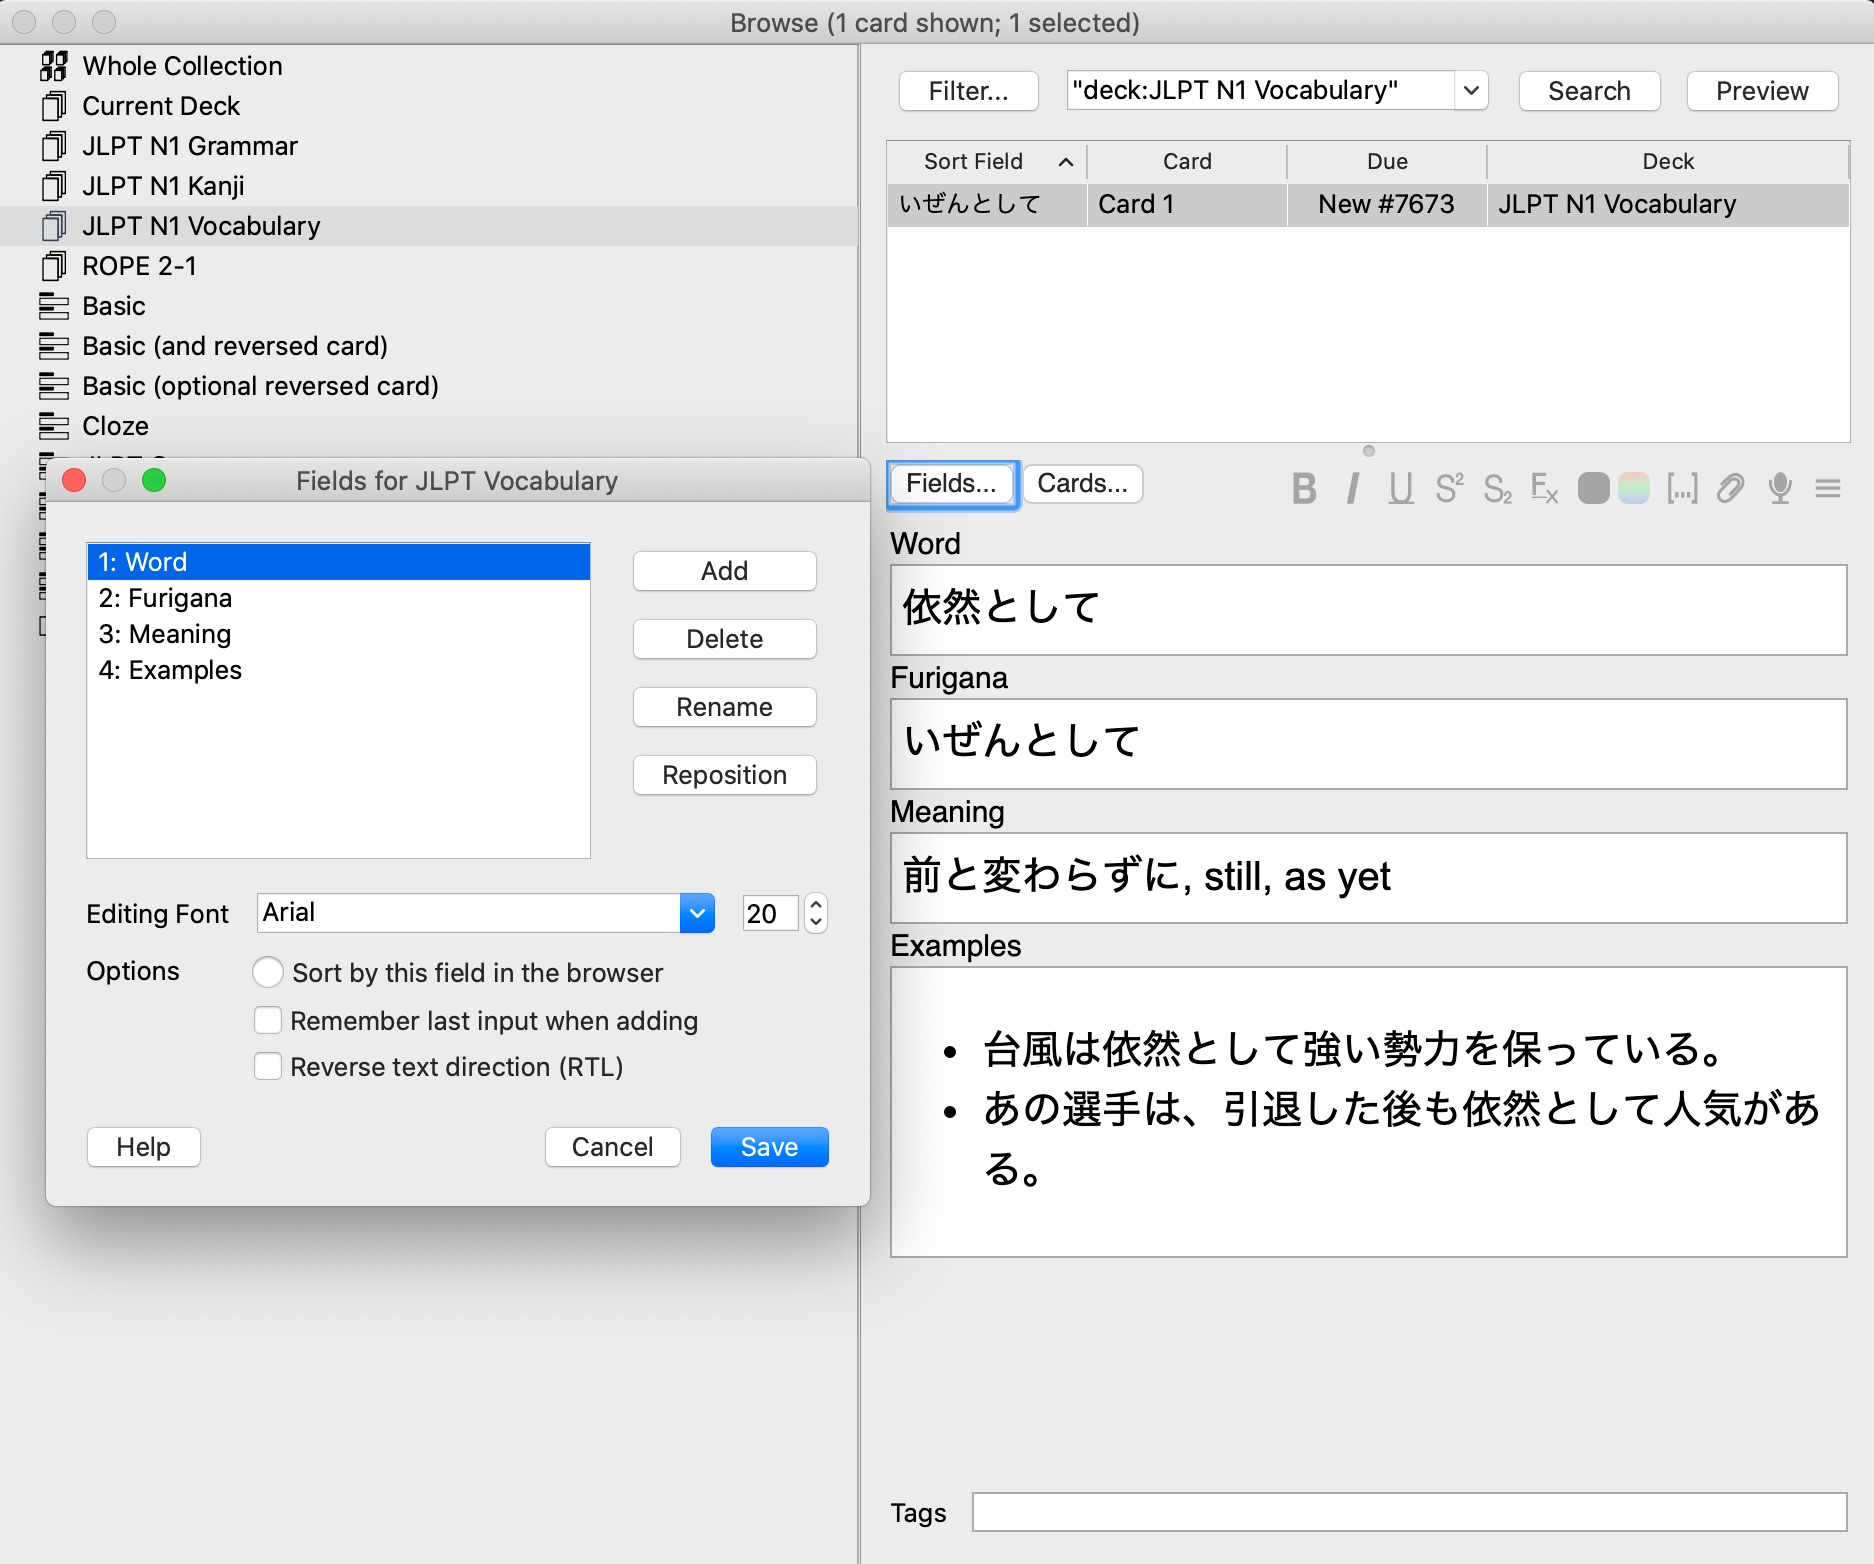 Browse (1 card shown; 1 selected)
Whole Collection
Current Deck
JLPT N1 Grammar
JLPT N1 Kanji
JLPT N1 Vocabulary
ROPE 2-1
Basic
Basic (and reversed card)
Basic (optional reversed card)
Cloze
Fields for JLPT Vocabulary
1: Word
2: Furigana
3: Meaning
4: Examples
Add
Delete
Rename
Reposition
Editing Font Arial 20
Options Sort by this field in the browser
Remember last input when adding
Reverse text direction (RTL)
Help Cancel Save
Filter... "deck:JLPT N1 Vocabulary" Search Preview
Sort Field Card Due Deck
いぜんとして Card 1 New #7673 JLPT N1 Vocabulary
Fields... Cards... B I U S² S₂ Fx [...]
Word
依然として
Furigana
いぜんとして
Meaning
前と変わらずに, still, as yet
Examples
• 台風は依然として強い勢力を保っている。
• あの選手は、引退した後も依然として人気があ
る。
Tags